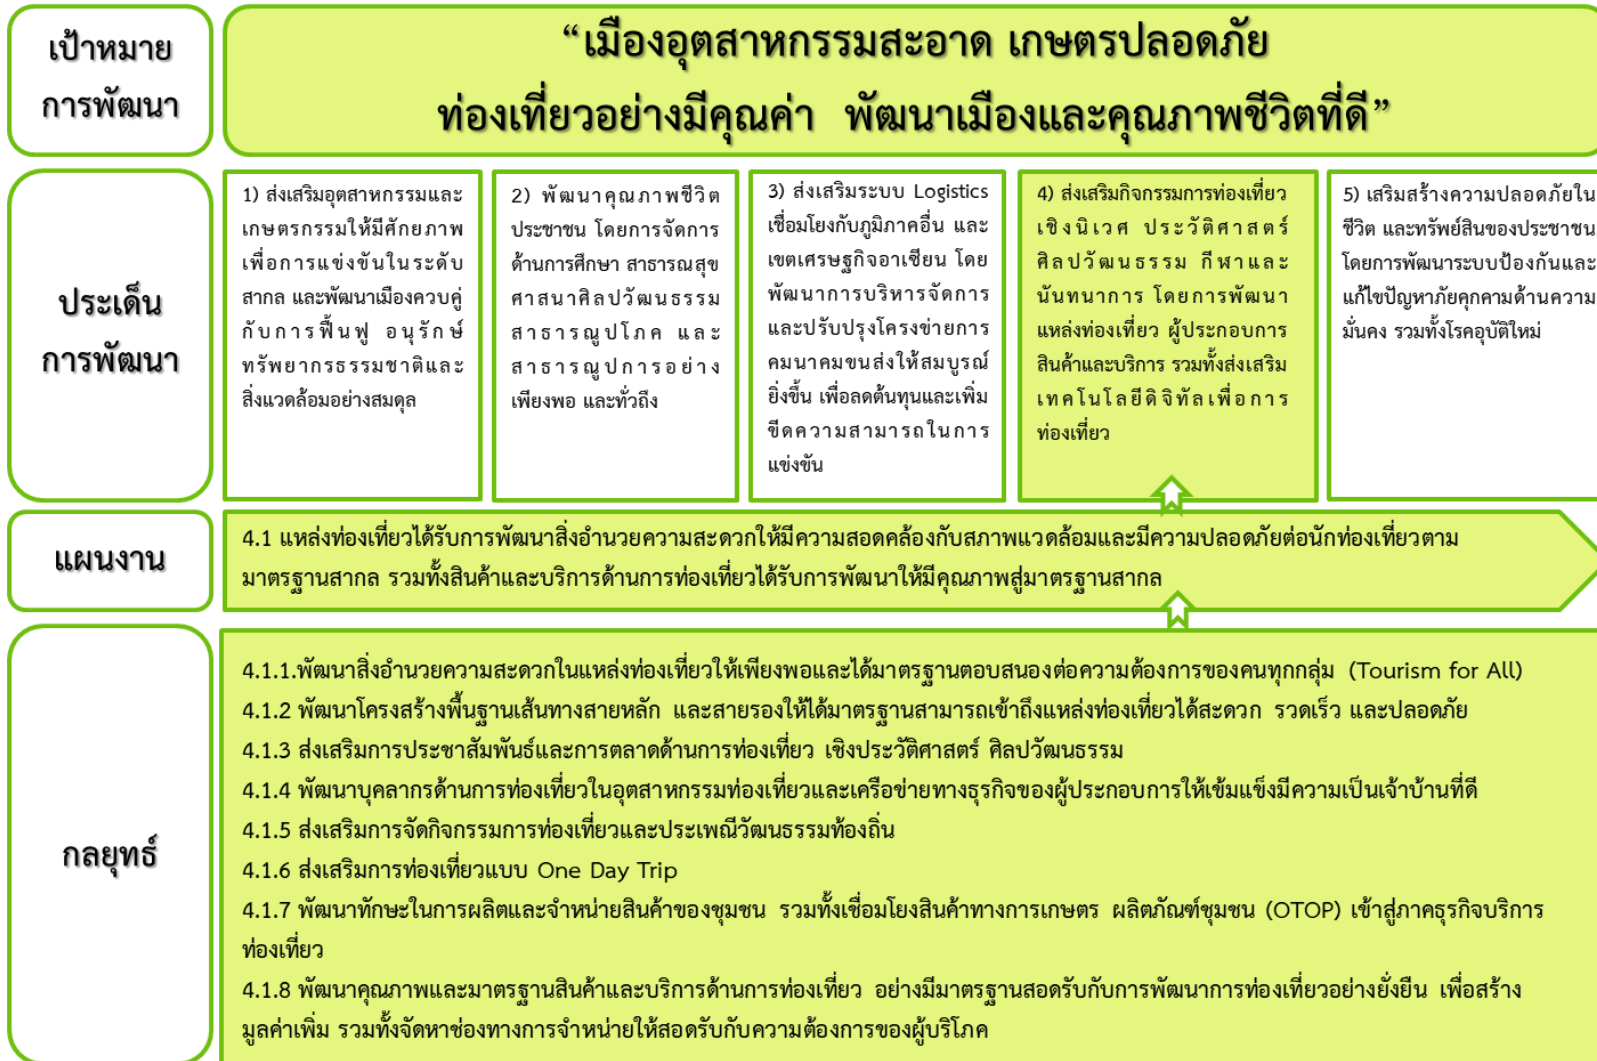 เป้าหมาย
การพัฒนา
“เมืองอุตสาหกรรมสะอาด เกษตรปลอดภัย
ท่องเที่ยวอย่างมีคุณค่า พัฒนาเมืองและคุณภาพชีวิตที่ดี”
ประเด็น
การพัฒนา
1) ส่งเสริมอุตสาหกรรมและ
เกษตรกรรมให้มีศักยภาพ
เพื่อการแข่งขันในระดับ
สากล และพัฒนาเมืองควบคู่
กับการฟื้นฟู อนุรักษ์
ทรัพยากรธรรมชาติและ
สิ่งแวดล้อมอย่างสมดุล
2) พัฒนาคุณภาพชีวิต
ประชาชน โดยการจัดการ
ด้านการศึกษา สาธารณสุข
ศาสนาศิลปวัฒนธรรม
สาธารณูปโภค และ
สาธารณูปการอย่าง
เพียงพอ และทั่วถึง
3) ส่งเสริมระบบ Logistics
เชื่อมโยงกับภูมิภาคอื่น และ
เขตเศรษฐกิจอาเซียน โดย
พัฒนาการบริหารจัดการ
และปรับปรุงโครงข่ายการ
คมนาคมขนส่งให้สมบูรณ์
ยิ่งขึ้น เพื่อลดต้นทุนและเพิ่ม
ขีดความสามารถในการ
แข่งขัน
4) ส่งเสริมกิจกรรมการท่องเที่ยว
เชิงนิเวศ ประวัติศาสตร์
ศิลปวัฒนธรรม กีฬาและ
นันทนาการ โดยการพัฒนา
แหล่งท่องเที่ยว ผู้ประกอบการ
สินค้าและบริการ รวมทั้งส่งเสริม
เทคโนโลยีดิจิทัลเพื่อการ
ท่องเที่ยว
5) เสริมสร้างความปลอดภัยใน
ชีวิต และทรัพย์สินของประชาชน
โดยการพัฒนาระบบป้องกันและ
แก้ไขปัญหาภัยคุกคามด้านความ
มั่นคง รวมทั้งโรคอุบัติใหม่
แผนงาน
4.1 แหล่งท่องเที่ยวได้รับการพัฒนาสิ่งอำนวยความสะดวกให้มีความสอดคล้องกับสภาพแวดล้อมและมีความปลอดภัยต่อนักท่องเที่ยวตาม
มาตรฐานสากล รวมทั้งสินค้าและบริการด้านการท่องเที่ยวได้รับการพัฒนาให้มีคุณภาพสู่มาตรฐานสากล
กลยุทธ์
4.1.1.พัฒนาสิ่งอำนวยความสะดวกในแหล่งท่องเที่ยวให้เพียงพอและได้มาตรฐานตอบสนองต่อความต้องการของคนทุกกลุ่ม (Tourism for All)
4.1.2 พัฒนาโครงสร้างพื้นฐานเส้นทางสายหลัก และสายรองให้ได้มาตรฐานสามารถเข้าถึงแหล่งท่องเที่ยวได้สะดวก รวดเร็ว และปลอดภัย
4.1.3 ส่งเสริมการประชาสัมพันธ์และการตลาดด้านการท่องเที่ยว เชิงประวัติศาสตร์ ศิลปวัฒนธรรม
4.1.4 พัฒนาบุคลากรด้านการท่องเที่ยวในอุตสาหกรรมท่องเที่ยวและเครือข่ายทางธุรกิจของผู้ประกอบการให้เข้มแข็งมีความเป็นเจ้าบ้านที่ดี
4.1.5 ส่งเสริมการจัดกิจกรรมการท่องเที่ยวและประเพณีวัฒนธรรมท้องถิ่น
4.1.6 ส่งเสริมการท่องเที่ยวแบบ One Day Trip
4.1.7 พัฒนาทักษะในการผลิตและจำหน่ายสินค้าของชุมชน รวมทั้งเชื่อมโยงสินค้าทางการเกษตร ผลิตภัณฑ์ชุมชน (OTOP) เข้าสู่ภาคธุรกิจบริการ
ท่องเที่ยว
4.1.8 พัฒนาคุณภาพและมาตรฐานสินค้าและบริการด้านการท่องเที่ยว อย่างมีมาตรฐานสอดรับกับการพัฒนาการท่องเที่ยวอย่างยั่งยืน เพื่อสร้าง
มูลค่าเพิ่ม รวมทั้งจัดหาช่องทางการจำหน่ายให้สอดรับกับความต้องการของผู้บริโภค